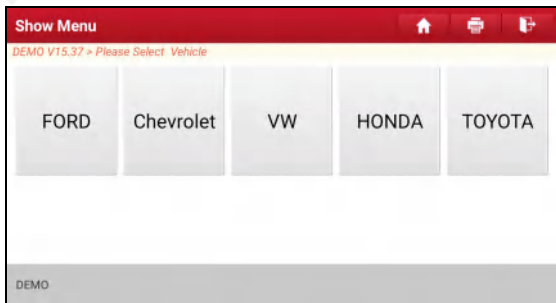 Show Menu
DEMO V15.37 > Please Select Vehicle
FORD Chevrolet VW HONDA TOYOTA
DEMO